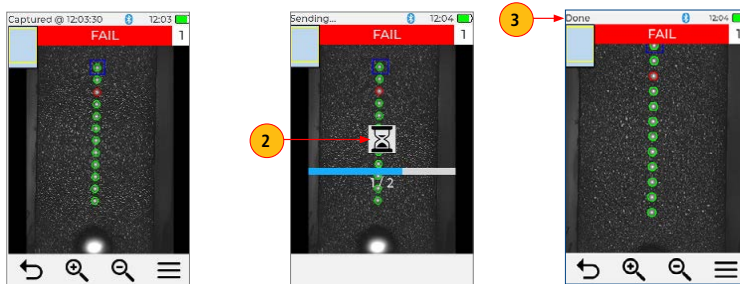 Captured @ 12:03:30 12:03
FAIL 1
Sending... 12:04
FAIL 1
2
1 / 2
3
Done 12:04
FAIL 1